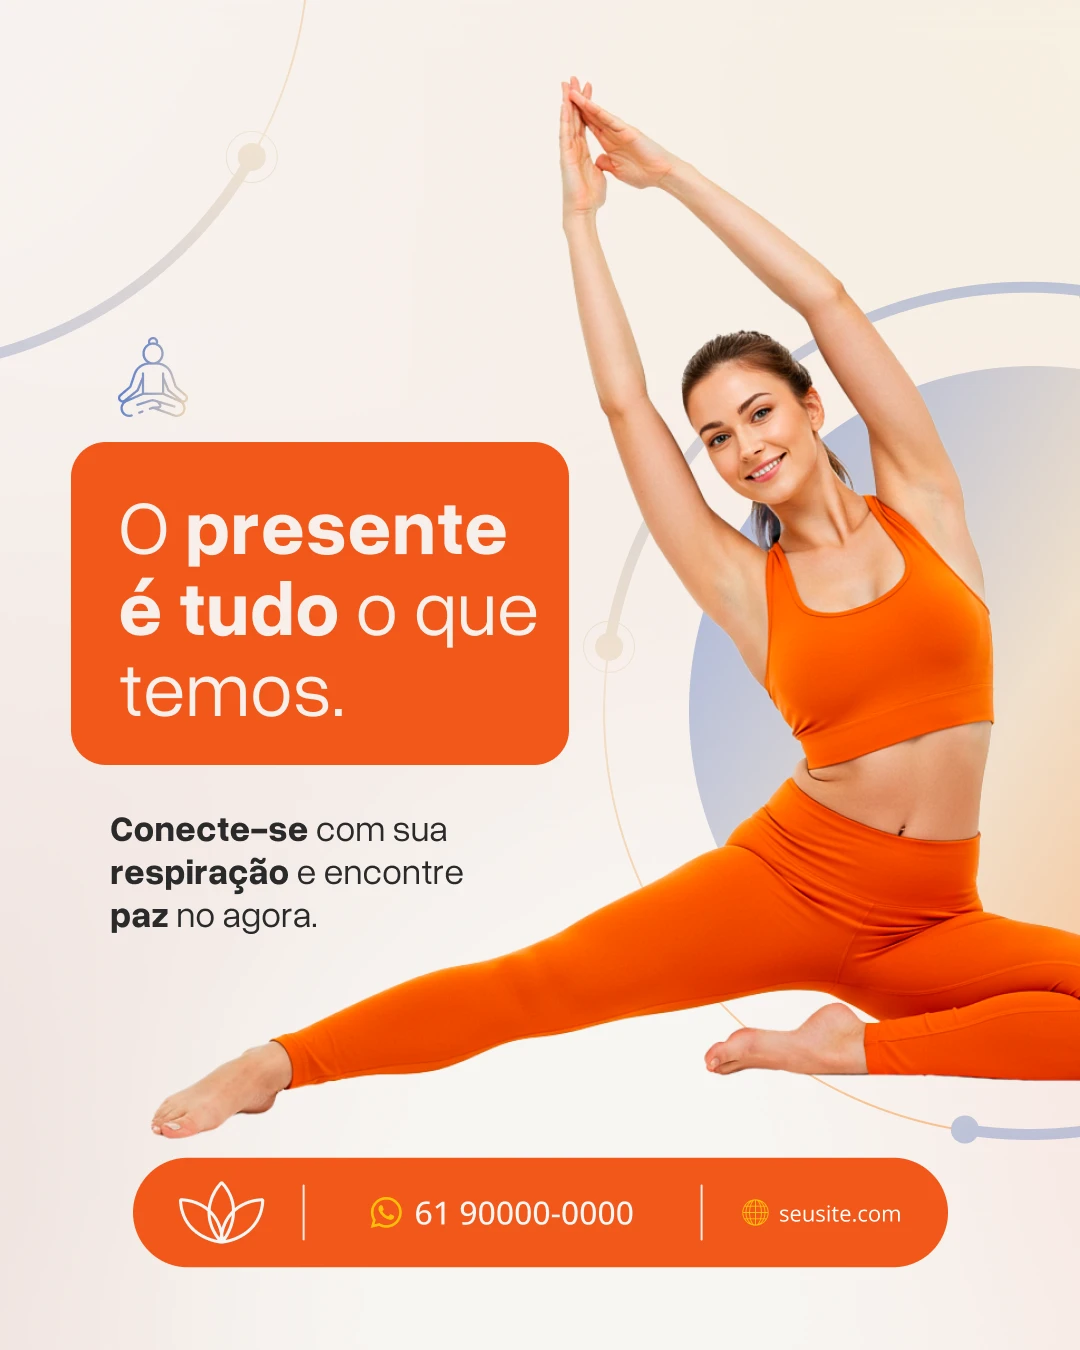 O presente
é tudo o que
temos.
Conecte-se com sua
respiração e encontre
paz no agora.
61 90000-0000
seusite.com